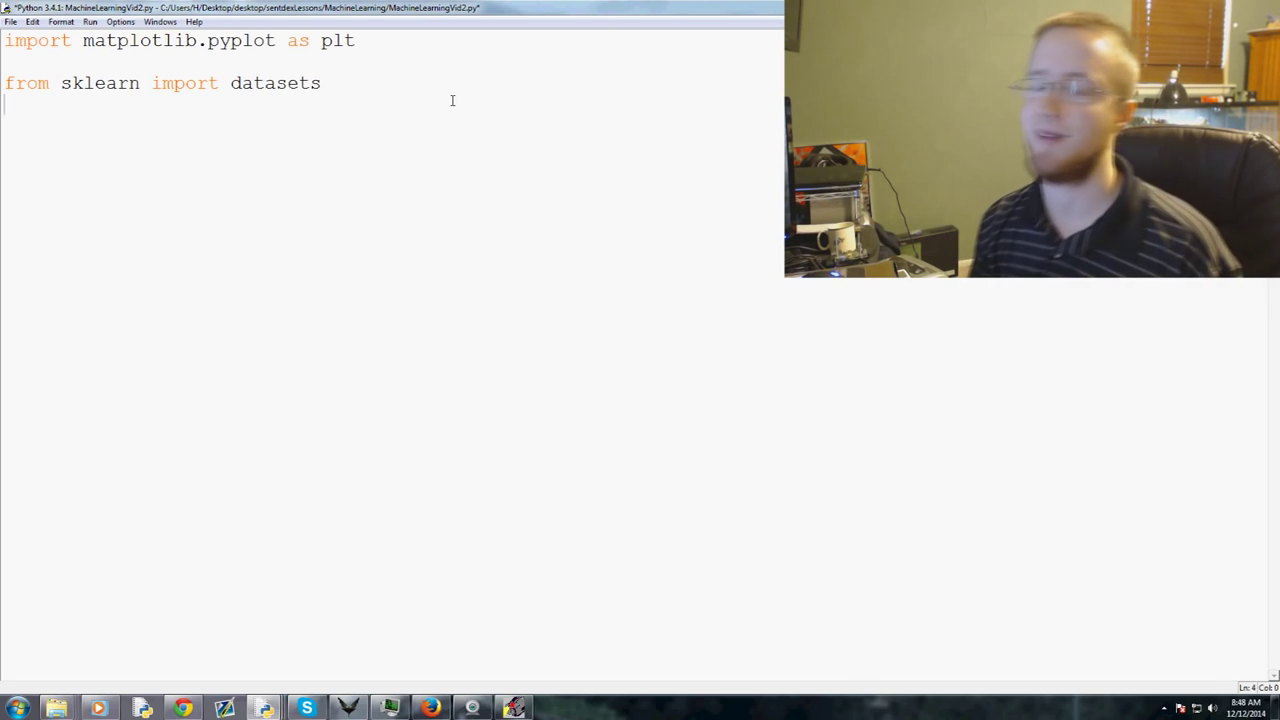 *Python 3.4.1: MachineLearningVid2.py - C:/Users/H/Desktop/desktop/sentdexLessons/MachineLearning/MachineLearningVid2.py*
File Edit Format Run Options Windows Help
import matplotlib.pyplot as plt
from sklearn import datasets
Ln: 4 Col: 0
8:48 AM
12/12/2014